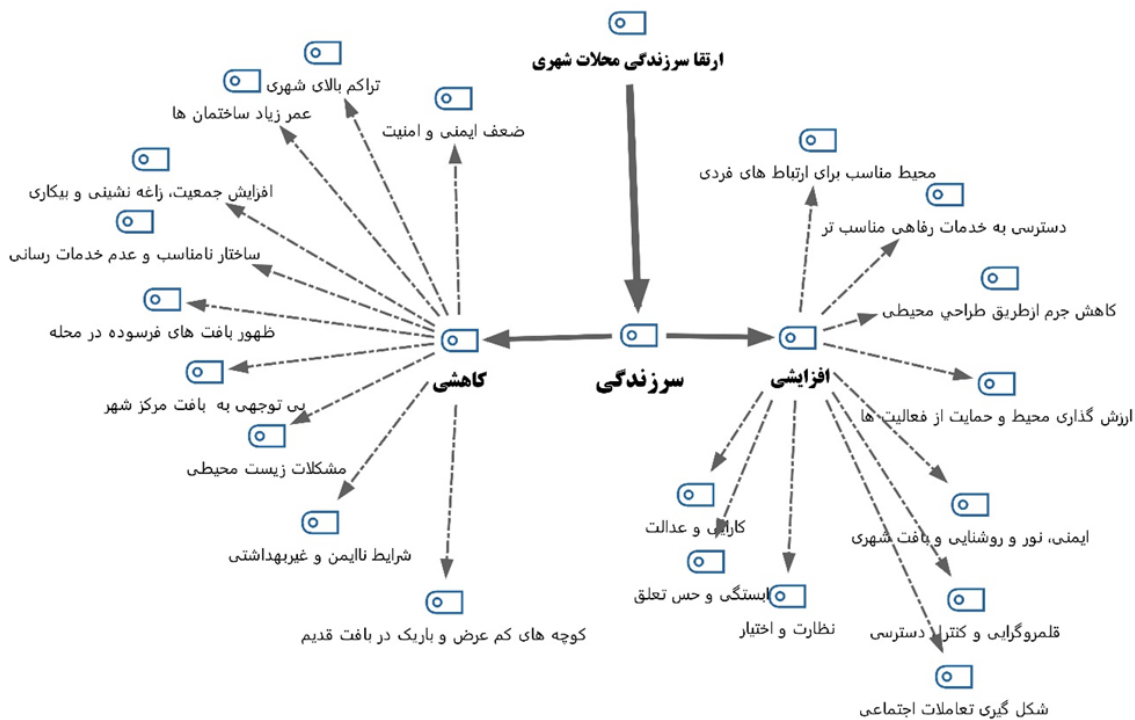 ارتقا سرزندگی محلات شهری
تراکم بالای شهری
عمر زیاد ساختمان ها
ضعف ایمنی و امنیت
محیط مناسب برای ارتباط های فردی
افزایش جمعیت، زاغه نشینی و بیکاری
دسترسی به خدمات رفاهی مناسب تر
ساختار نامناسب و عدم خدمات رسانی
کاهش جرم ازطریق طراحي محیطی
ظهور بافت های فرسوده در محله
سرزندگی
کاهشی
افزایشی
بی توجهی به بافت مرکز شهر
ارزش گذاری محیط و حمایت از فعالیت ها
مشکلات زیست محیطی
کارایی و عدالت
ایمنی، نور و روشنایی و بافت شهری
شرایط ناایمن و غیربهداشتی
ابستگی و حس تعلق
نظارت و اختیار
کوچه های کم عرض و باریک در بافت قدیم
قلمروگرایی و کنترل دسترسی
شکل گیری تعاملات اجتماعی